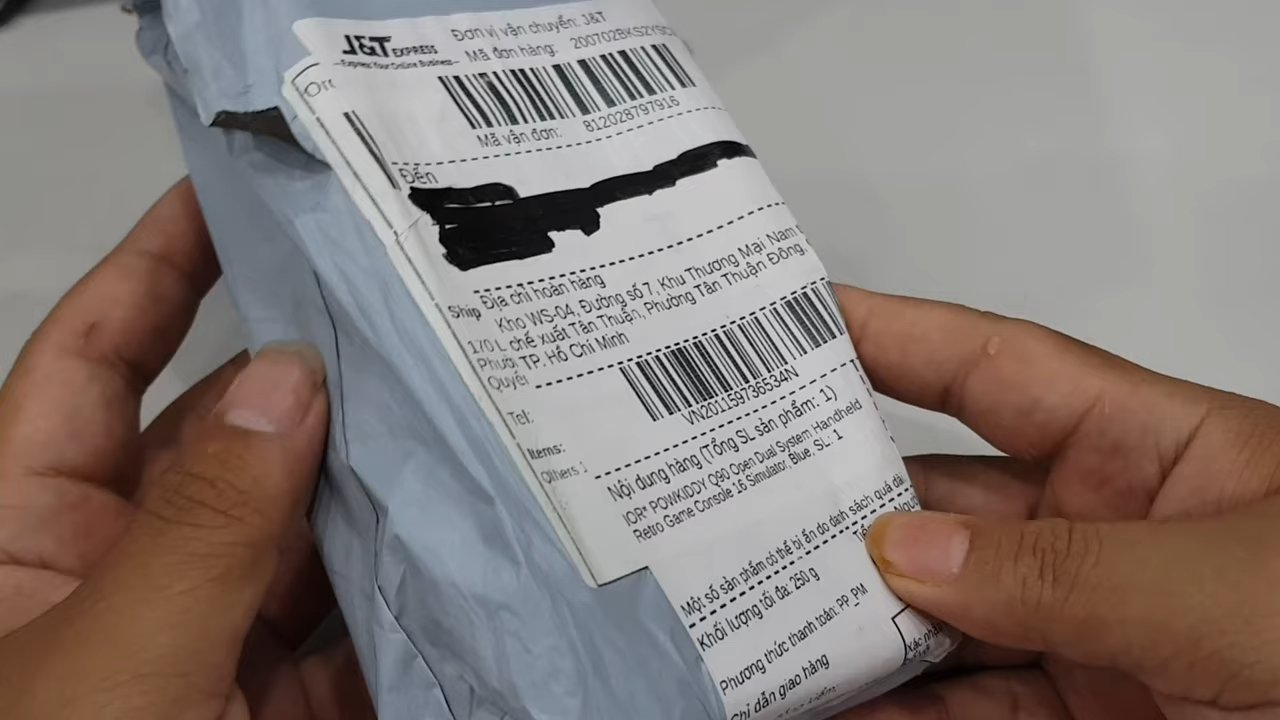 J&T EXPRESS
Express Your Online Business
Đơn vị vận chuyển: J&T
Mã đơn hàng: 200702BKS2YSC
Mã vận đơn: 812028797916
Đến
Địa chỉ hoàn hàng
Kho WS-04, Đường số 7, Khu Thương Mại Nam
chế xuất Tân Thuận, Phường Tân Thuận Đông,
TP. Hồ Chí Minh
Ship
170 L
Tel:
Items:
Others
VN201159736534N
Nội dung hàng (Tổng SL sản phẩm: 1)
IOR* POWKIDDY Q90 Open Dual System Handheld
Retro Game Console 16 Simulator, Blue, SL: 1
Một số sản phẩm có thể bị ẩn do danh sách quá dà
Khối lượng tối đa: 250 g
Phương thức thanh toán: PP_PM
Chỉ dẫn giao hàng